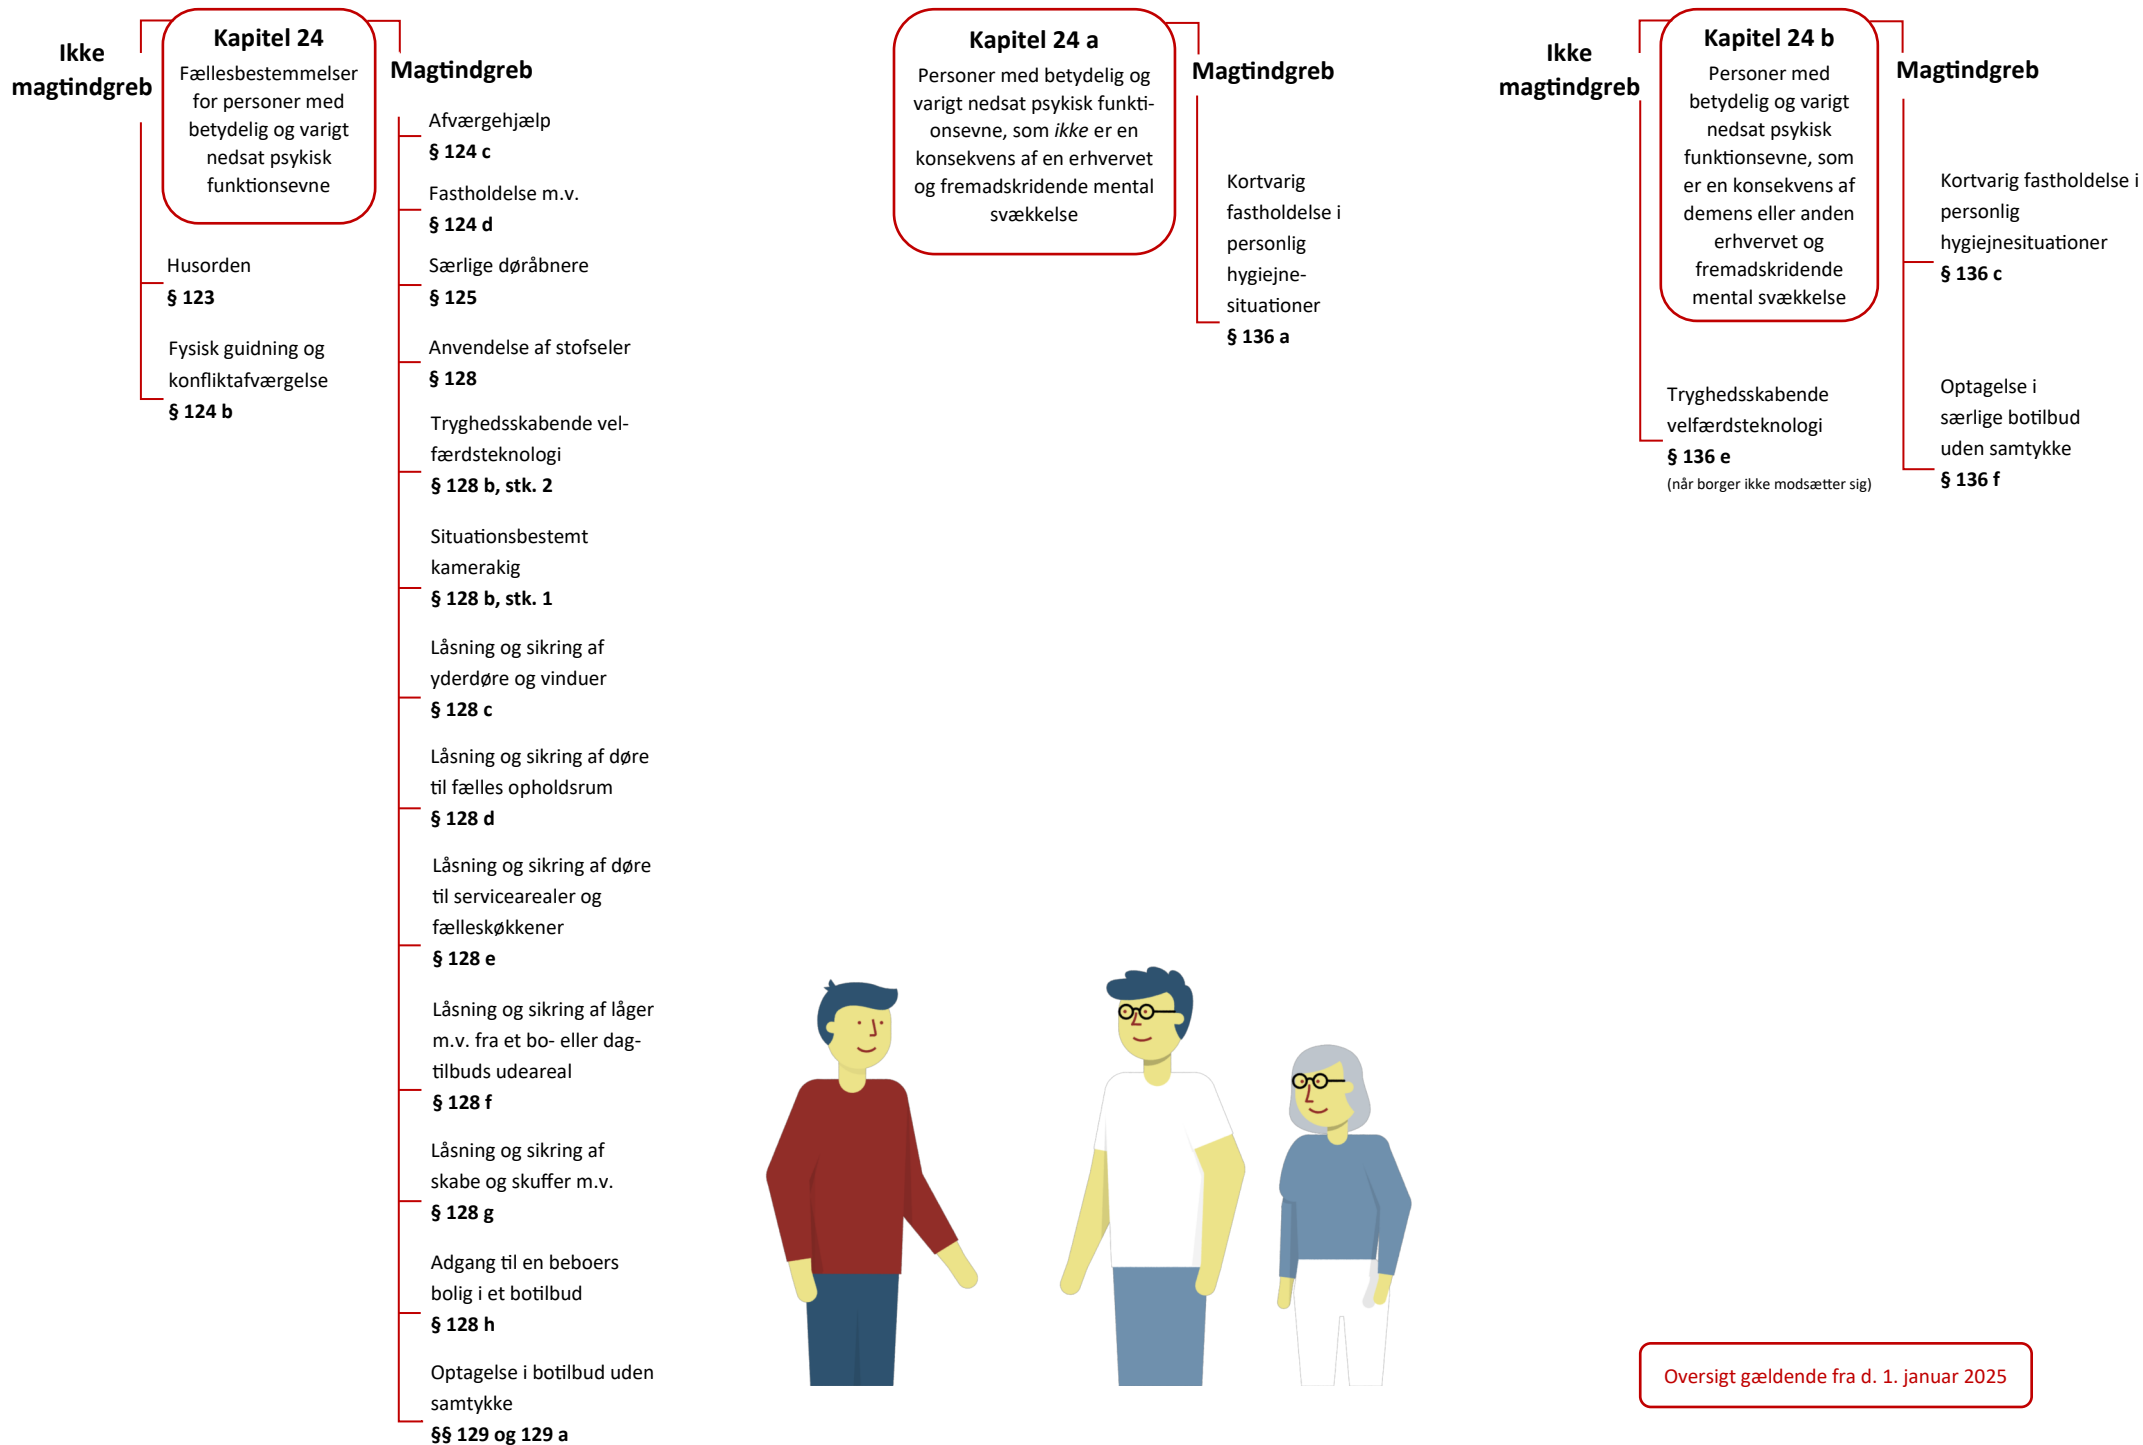 Ikke
magtindgreb
Kapitel 24
Fællesbestemmelser
for personer med
betydelig og varigt
nedsat psykisk
funktionsevne
Husorden
§ 123
Fysisk guidning og
konfliktafværgelse
§ 124 b
Magtindgreb
Afværgehjælp
§ 124 c
Fastholdelse m.v.
§ 124 d
Særlige døråbnere
§ 125
Anvendelse af stofseler
§ 128
Tryghedsskabende vel-
færdsteknologi
§ 128 b, stk. 2
Situationsbestemt
kamerakig
§ 128 b, stk. 1
Låsning og sikring af
yderdøre og vinduer
§ 128 c
Låsning og sikring af døre
til fælles opholdsrum
§ 128 d
Låsning og sikring af døre
til servicearealer og
fælleskøkkener
§ 128 e
Låsning og sikring af låger
m.v. fra et bo- eller dag-
tilbuds udeareal
§ 128 f
Låsning og sikring af
skabe og skuffer m.v.
§ 128 g
Adgang til en beboers
bolig i et botilbud
§ 128 h
Optagelse i botilbud uden
samtykke
§§ 129 og 129 a
Kapitel 24 a
Personer med betydelig og
varigt nedsat psykisk funkti-
onsevne, som ikke er en
konsekvens af en erhvervet
og fremadskridende mental
svækkelse
Magtindgreb
Kortvarig
fastholdelse i
personlig
hygiejne-
situationer
§ 136 a
Ikke
magtindgreb
Kapitel 24 b
Personer med
betydelig og varigt
nedsat psykisk
funktionsevne, som
er en konsekvens af
demens eller anden
erhvervet og
fremadskridende
mental svækkelse
Tryghedsskabende
velfærdsteknologi
§ 136 e
(når borger ikke modsætter sig)
Magtindgreb
Kortvarig fastholdelse i
personlig
hygiejnesituationer
§ 136 c
Optagelse i
særlige botilbud
uden samtykke
§ 136 f
Oversigt gældende fra d. 1. januar 2025